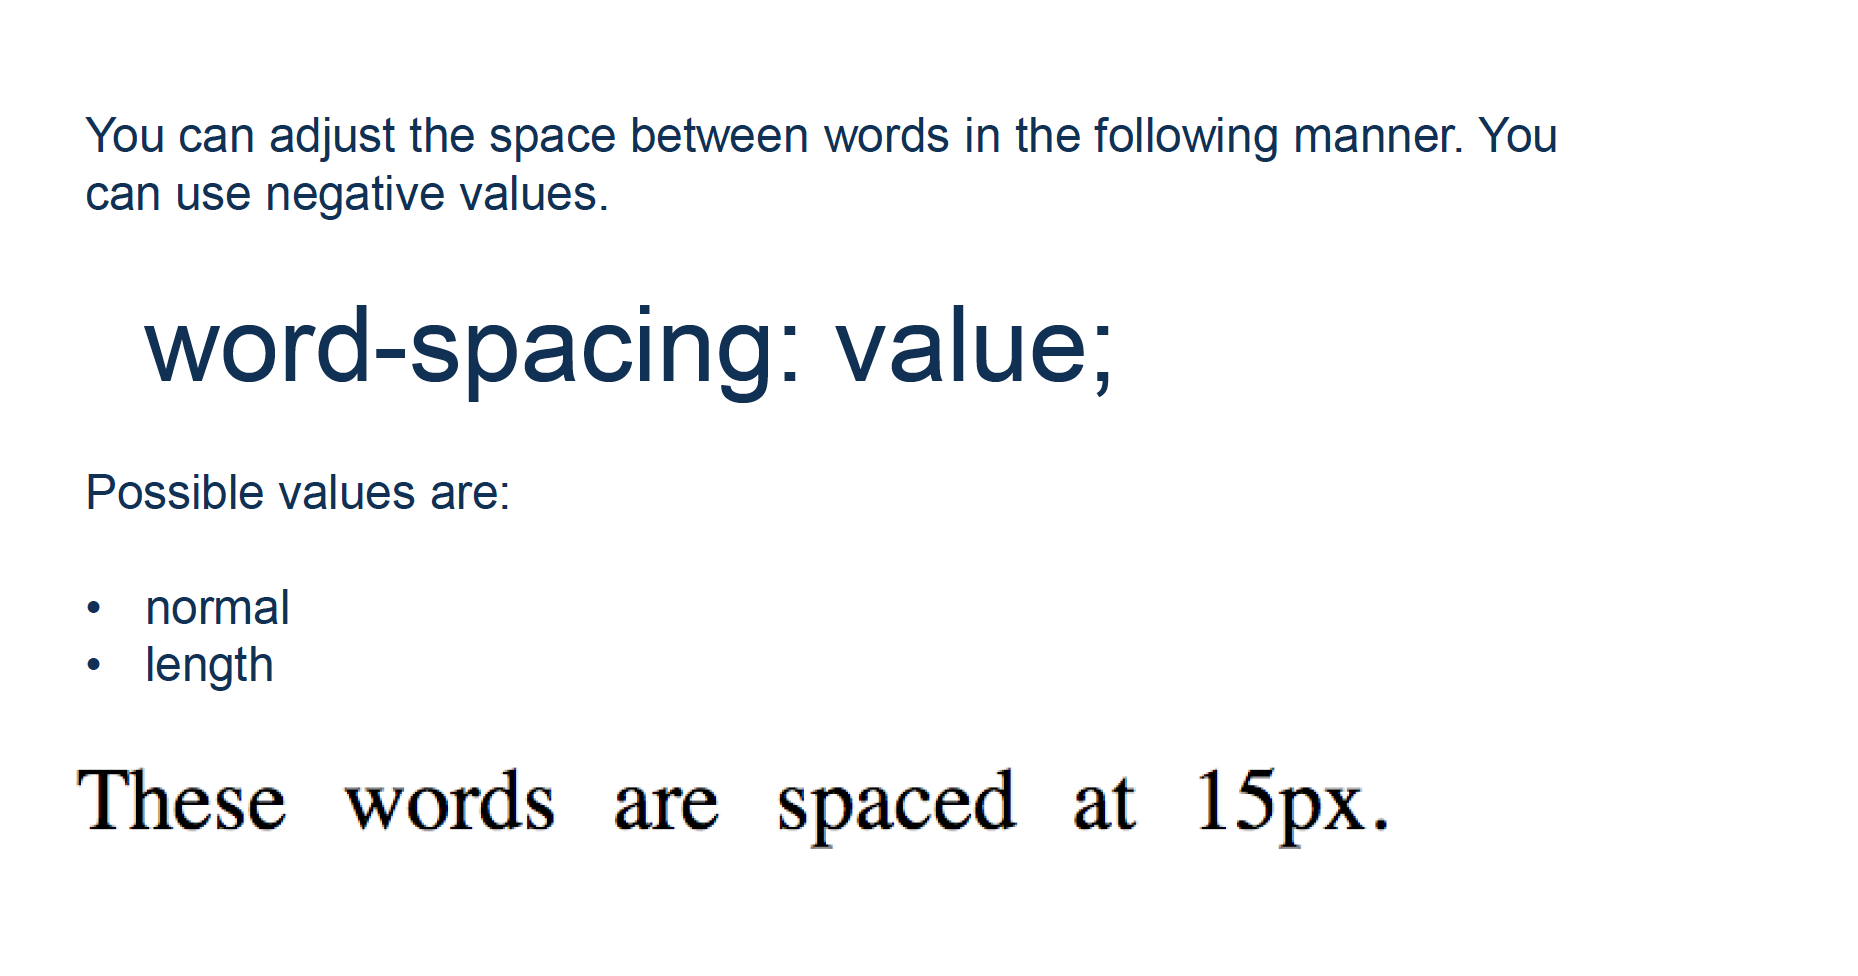 You can adjust the space between words in the following manner. You
can use negative values.
word-spacing: value;
Possible values are:
• normal
• length
These words are spaced at 15px.